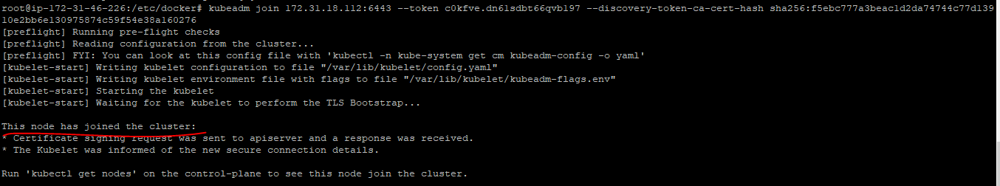 root@ip-172-31-46-226:/etc/docker# kubeadm join 172.31.18.112:6443 --token c0kfve.dn6lsdbt66qvbl97 --discovery-token-ca-cert-hash sha256:f5ebc777a3beac1d2da74744c77d139
10e2bb6e130975874c59f54e38a160276
[preflight] Running pre-flight checks
[preflight] Reading configuration from the cluster...
[preflight] FYI: You can look at this config file with 'kubectl -n kube-system get cm kubeadm-config -o yaml'
[kubelet-start] Writing kubelet configuration to file "/var/lib/kubelet/config.yaml"
[kubelet-start] Writing kubelet environment file with flags to file "/var/lib/kubelet/kubeadm-flags.env"
[kubelet-start] Starting the kubelet
[kubelet-start] Waiting for the kubelet to perform the TLS Bootstrap...
This node has joined the cluster:
* Certificate signing request was sent to apiserver and a response was received.
* The Kubelet was informed of the new secure connection details.
Run 'kubectl get nodes' on the control-plane to see this node join the cluster.